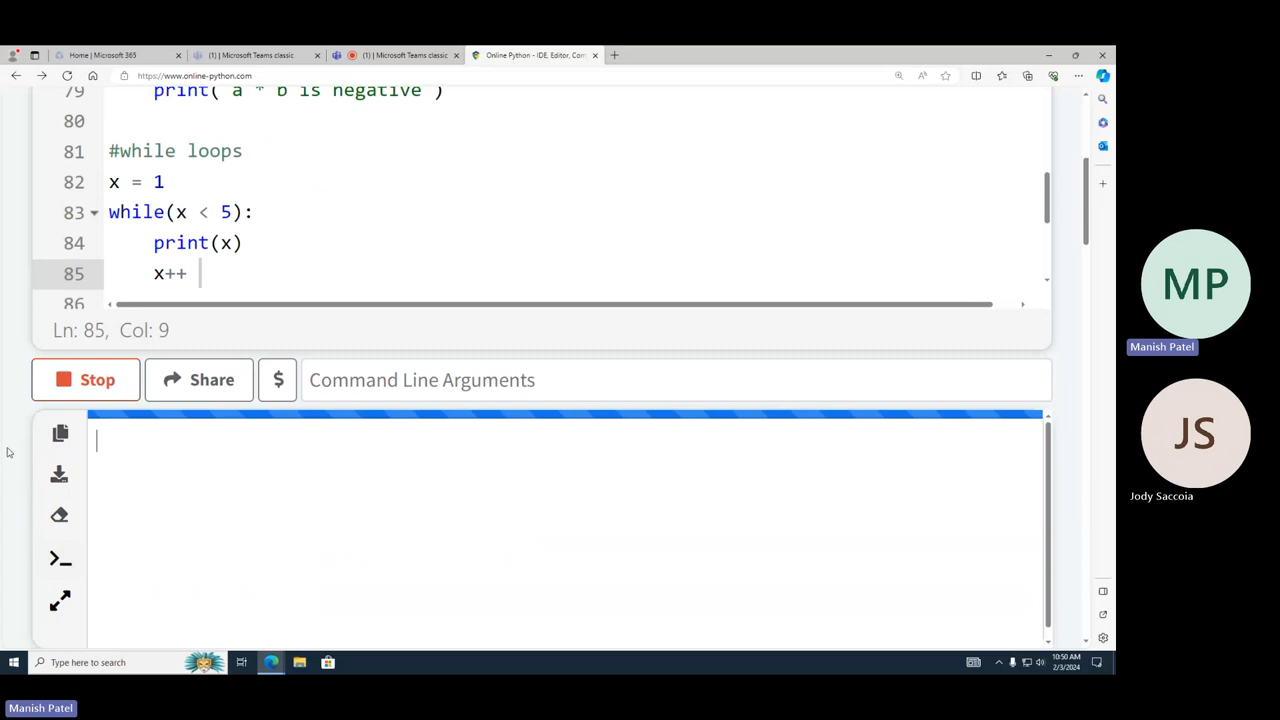 Home | Microsoft 365
(1) | Microsoft Teams classic
(1) | Microsoft Teams classic
Online Python - IDE, Editor, Com
https://www.online-python.com
79 print( a * b is negative )
80
81 #while loops
82 x = 1
83 while(x < 5):
84 print(x)
85 x++
86
Ln: 85, Col: 9
Stop
Share
$
Command Line Arguments
MP
Manish Patel
JS
Jody Saccoia
Type here to search
10:50 AM
2/3/2024
Manish Patel